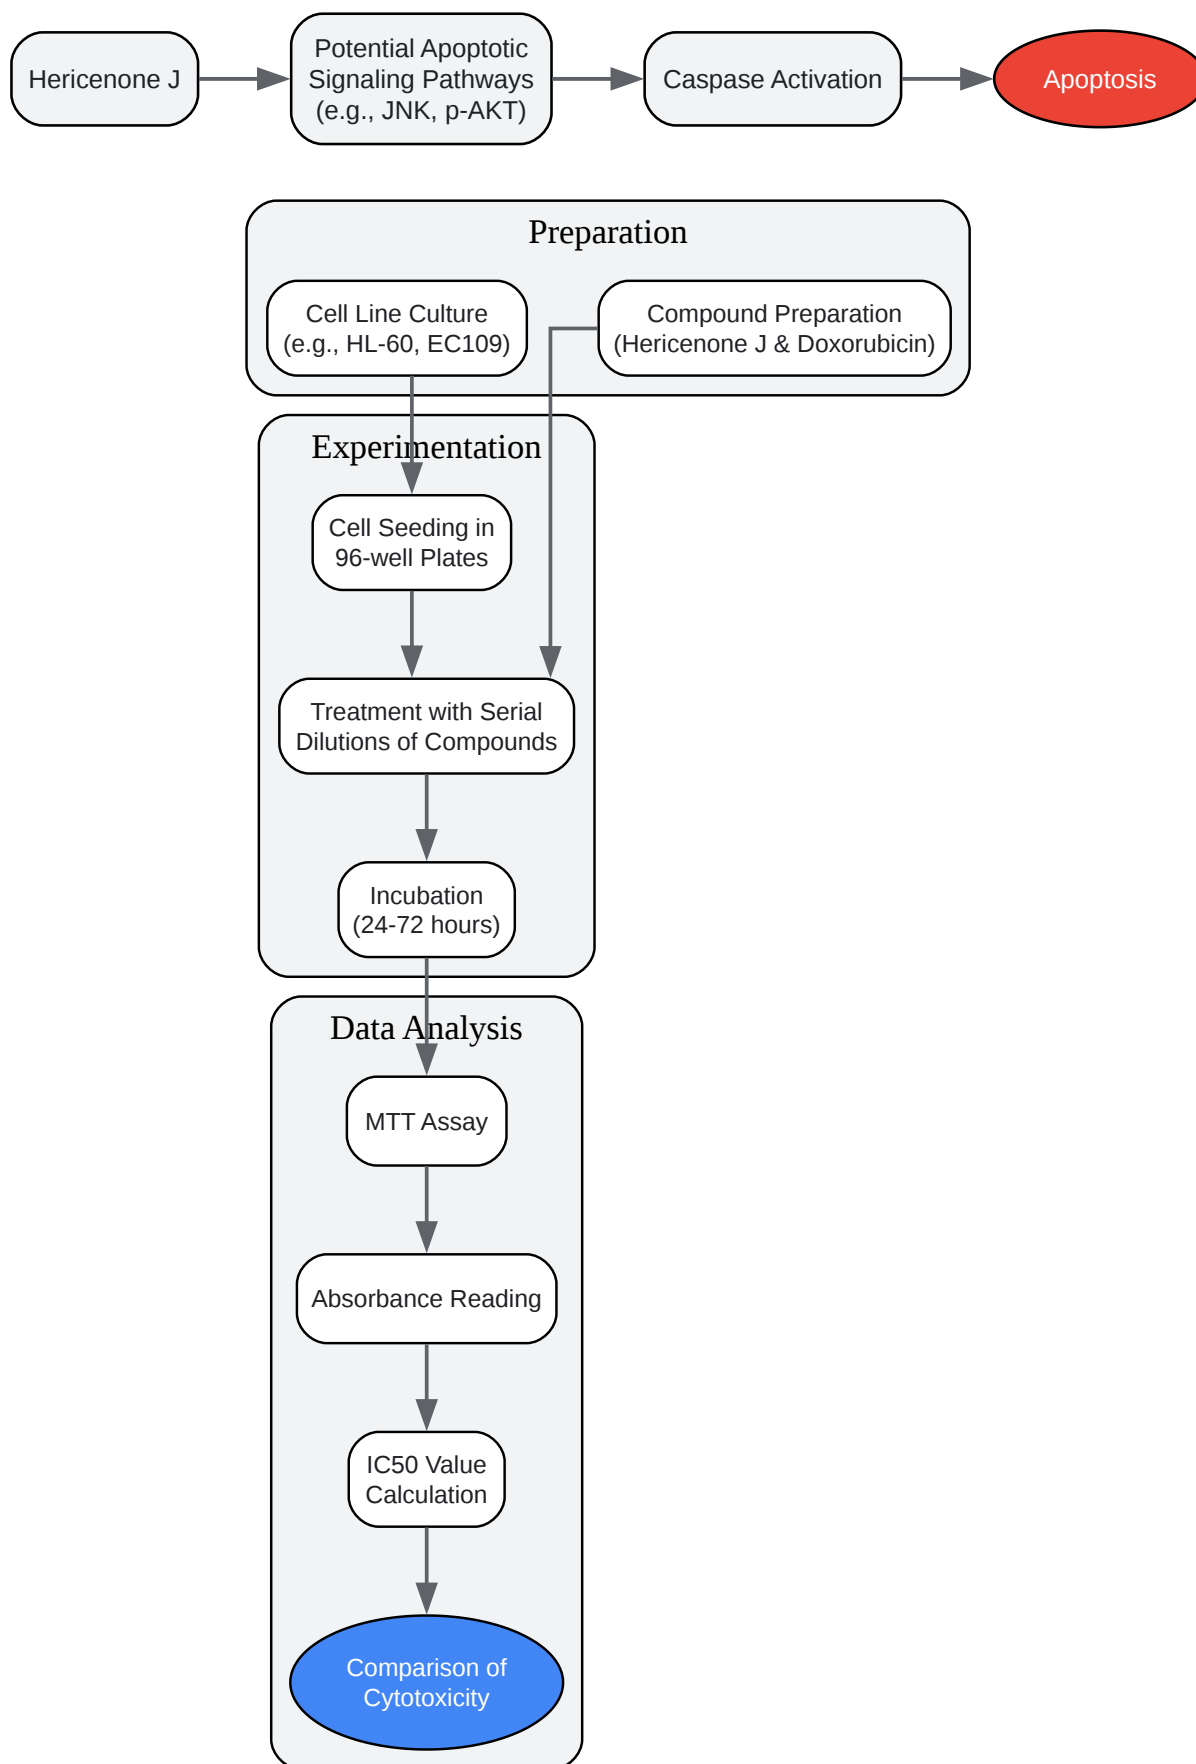 Hericenone J
Potential Apoptotic
Signaling Pathways
(e.g., JNK, p-AKT)
Caspase Activation
Apoptosis
Preparation
Cell Line Culture
(e.g., HL-60, EC109)
Compound Preparation
(Hericenone J & Doxorubicin)
Experimentation
Cell Seeding in
96-well Plates
Treatment with Serial
Dilutions of Compounds
Incubation
(24-72 hours)
Data Analysis
MTT Assay
Absorbance Reading
IC50 Value
Calculation
Comparison of
Cytotoxicity